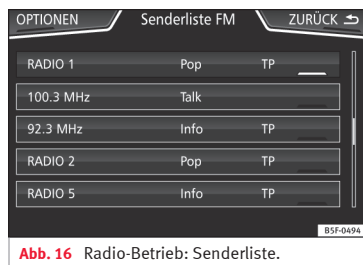 OPTIONEN Senderliste FM ZURÜCK
RADIO 1 Pop TP
100.3 MHz Talk
92.3 MHz Info TP
RADIO 2 Pop TP
RADIO 5 Info TP
B5F-0494
Abb. 16 Radio-Betrieb: Senderliste.